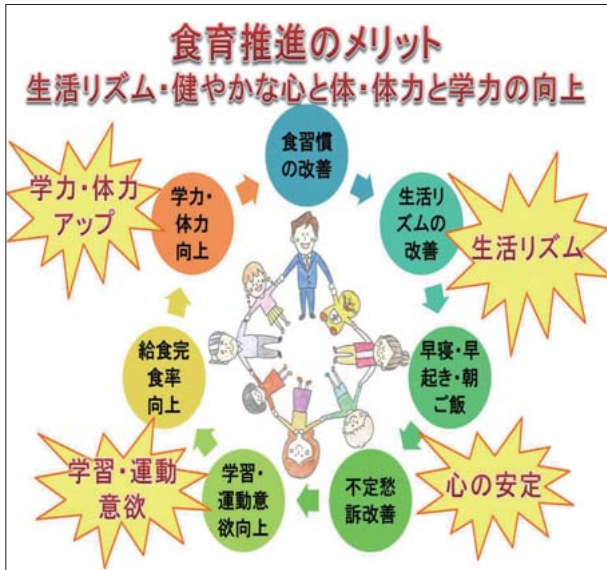 食育推進のメリット
生活リズム・健やかな心と体・体力と学力の向上
食習慣
の改善
生活リ
ズムの
改善
生活リズム
早寝・早
起き・朝
ご飯
心の安定
不定愁
訴改善
学習・
運動意
欲向上
学習・運動
意欲
給食完
食率
向上
学力・
体力
向上
学力・体力
アップ